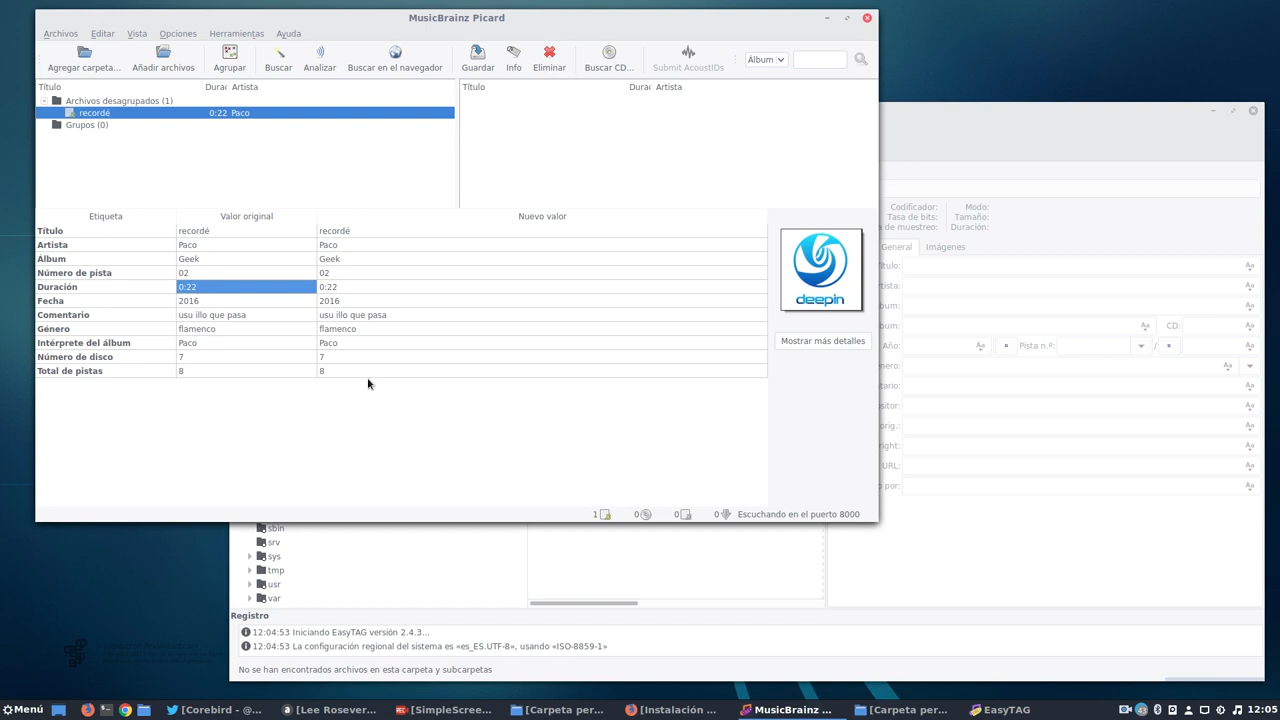 MusicBrainz Picard
Archivos Editar Vista Opciones Herramientas Ayuda
Agregar carpeta... Añadir archivos Agrupar Buscar Analizar Buscar en el navegador Guardar Info Eliminar Buscar CD... Submit AcoustIDs Álbum
Título Durac Artista Título Durac Artista
Archivos desagrupados (1)
recordé 0:22 Paco
Grupos (0)
Etiqueta Valor original Nuevo valor
Título recordé recordé
Artista Paco Paco
Álbum Geek Geek
Número de pista 02 02
Duración 0:22 0:22
Fecha 2016 2016
Comentario usu illo que pasa usu illo que pasa
Género flamenco flamenco
Intérprete del álbum Paco Paco
Número de disco 7 7
Total de pistas 8 8
deepin
Mostrar más detalles
1 0 0 0 Escuchando en el puerto 8000
Codificador: Modo:
Tasa de bits: Tamaño:
de muestreo: Duración:
General Imágenes
CD:
Año: Pista n.º: /
URL:
sbin
srv
sys
tmp
usr
var
Registro
12:04:53 Iniciando EasyTAG versión 2.4.3...
12:04:53 La configuración regional del sistema es «es_ES.UTF-8», usando «ISO-8859-1»
No se han encontrados archivos en esta carpeta y subcarpetas
Menú [Corebird - @... [Lee Rosever... [SimpleScree... [Carpeta per... [Instalación ... MusicBrainz ... [Carpeta per... EasyTAG 12:05